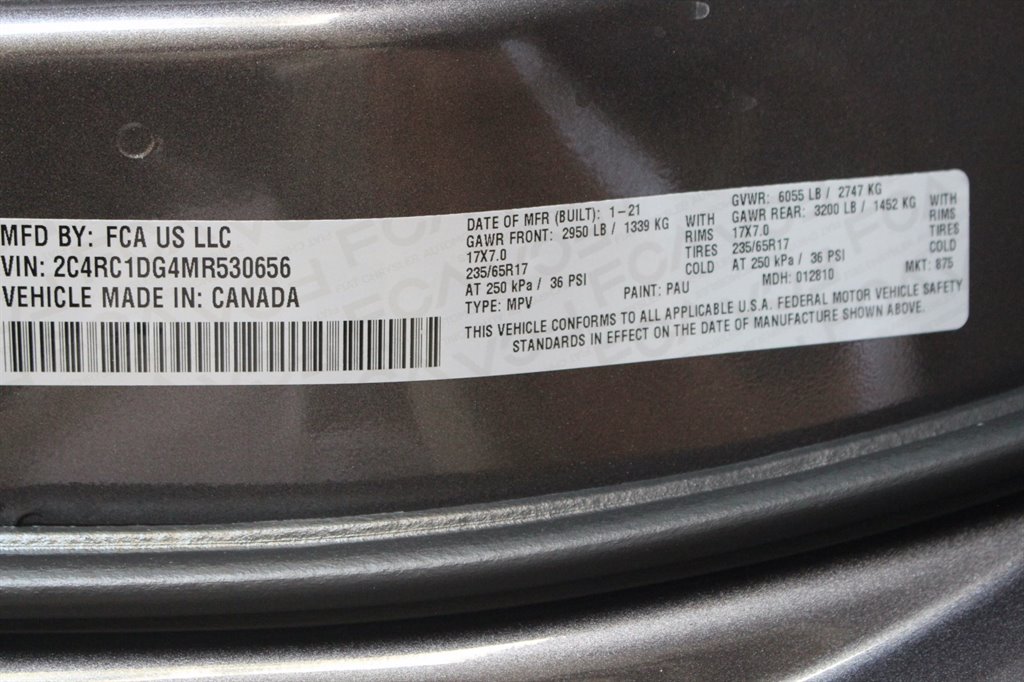 MFD BY: FCA US LLC
VIN: 2C4RC1DG4MR530656
VEHICLE MADE IN: CANADA
DATE OF MFR (BUILT): 1-21 GVWR: 6055 LB / 2747 KG
GAWR FRONT: 2950 LB / 1339 KG WITH GAWR REAR: 3200 LB / 1452 KG WITH
17X7.0 RIMS 17X7.0 RIMS
235/65R17 TIRES 235/65R17 TIRES
AT 250 kPa / 36 PSI COLD AT 250 kPa / 36 PSI COLD
TYPE: MPV PAINT: PAU MDH: 012810 MKT: 875
THIS VEHICLE CONFORMS TO ALL APPLICABLE U.S.A. FEDERAL MOTOR VEHICLE SAFETY
STANDARDS IN EFFECT ON THE DATE OF MANUFACTURE SHOWN ABOVE.